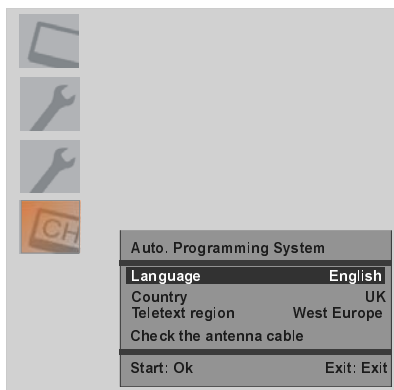 CH
Auto. Programming System
Language English
Country UK
Teletext region West Europe
Check the antenna cable
Start: Ok Exit: Exit